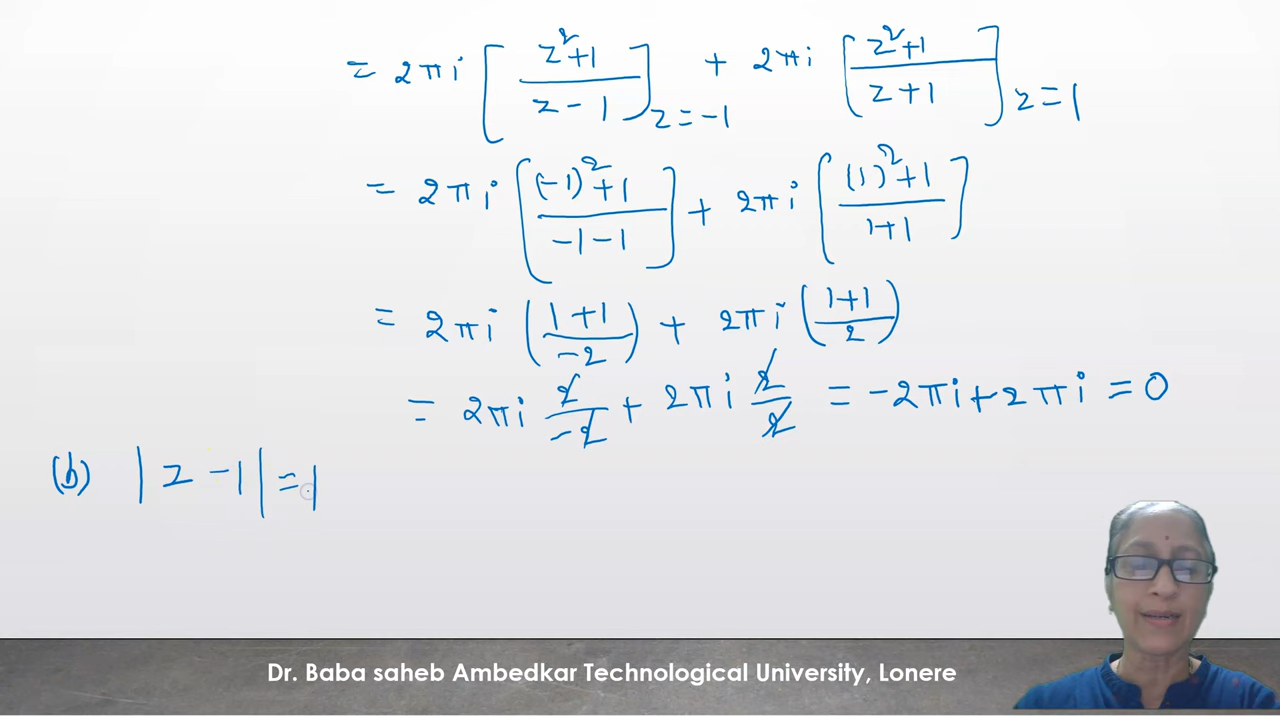 = 2πi [ z²+1 / z-1 ]z=-1 + 2πi [ z²+1 / z+1 ]z=1
= 2πi [ (-1)²+1 / -1-1 ] + 2πi [ (1)²+1 / 1+1 ]
= 2πi ( 1+1 / -2 ) + 2πi ( 1+1 / 2 )
= 2πi 2/-2 + 2πi 2/2 = -2πi+2πi = 0
(b) |z-1| = 1
Dr. Baba saheb Ambedkar Technological University, Lonere